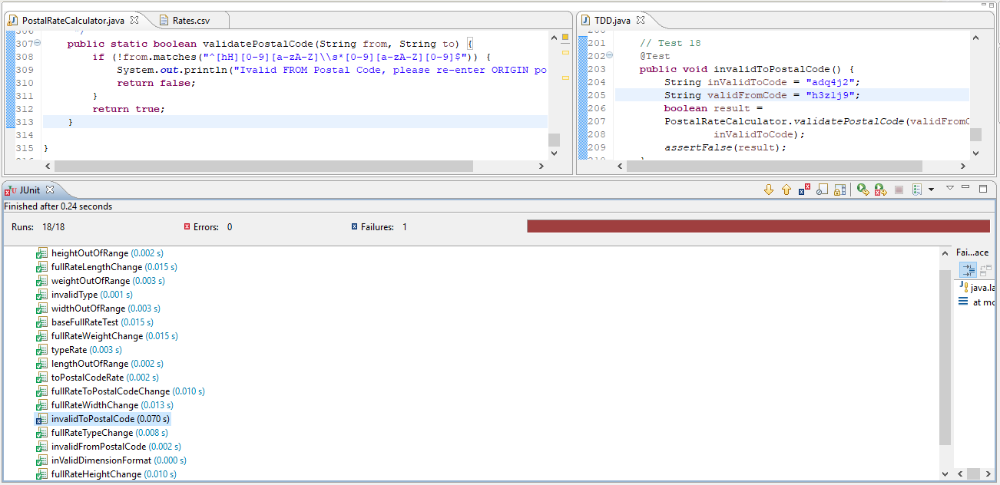 PostalRateCalculator.java
Rates.csv
307 public static boolean validatePostalCode(String from, String to) {
308 if (!from.matches("^[hH][0-9][a-zA-Z]\\s*[0-9][a-zA-Z][0-9]$")) {
309 System.out.println("Ivalid FROM Postal Code, please re-enter ORIGIN po
310 return false;
311 }
312 return true;
313 }
314
315 }
TDD.java
201 // Test 18
202 @Test
203 public void invalidToPostalCode() {
204 String inValidToCode = "adq4j2";
205 String validFromCode = "h3z1j9";
206 boolean result =
207 PostalRateCalculator.validatePostalCode(validFromC
208 inValidToCode);
209 assertFalse(result);
JUnit
Finished after 0.24 seconds
Runs: 18/18
Errors: 0
Failures: 1
heightOutOfRange (0.002 s)
fullRateLengthChange (0.015 s)
weightOutOfRange (0.003 s)
invalidType (0.001 s)
widthOutOfRange (0.003 s)
baseFullRateTest (0.015 s)
fullRateWeightChange (0.015 s)
typeRate (0.003 s)
lengthOutOfRange (0.002 s)
toPostalCodeRate (0.002 s)
fullRateToPostalCodeChange (0.010 s)
fullRateWidthChange (0.013 s)
invalidToPostalCode (0.070 s)
fullRateTypeChange (0.008 s)
invalidFromPostalCode (0.002 s)
inValidDimensionFormat (0.000 s)
fullRateHeightChange (0.010 s)
Fai...ace
java.la
at mo